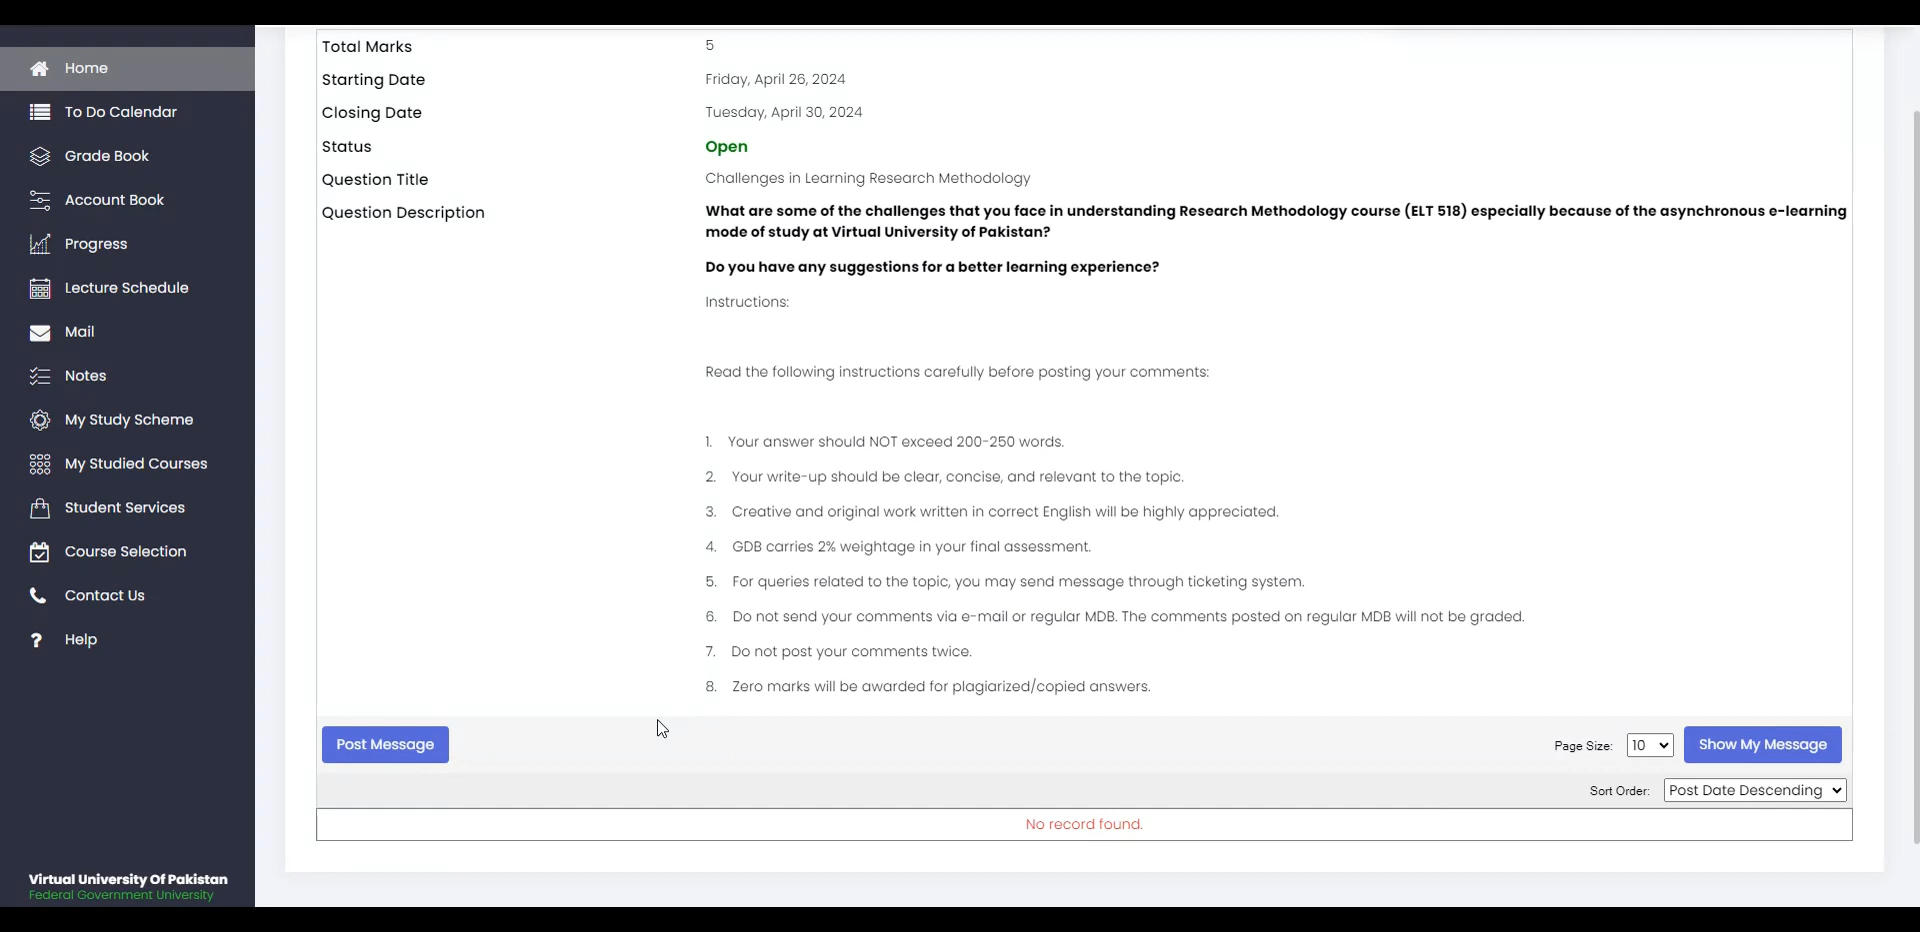 Home
To Do Calendar
Grade Book
Account Book
Progress
Lecture Schedule
Mail
Notes
My Study Scheme
My Studied Courses
Student Services
Course Selection
Contact Us
Help
Virtual University Of Pakistan
Federal Government University
Total Marks 5
Starting Date Friday, April 26, 2024
Closing Date Tuesday, April 30, 2024
Status Open
Question Title Challenges in Learning Research Methodology
Question Description What are some of the challenges that you face in understanding Research Methodology course (ELT 518) especially because of the asynchronous e-learning
mode of study at Virtual University of Pakistan?
Do you have any suggestions for a better learning experience?
Instructions:
Read the following instructions carefully before posting your comments:
1. Your answer should NOT exceed 200-250 words.
2. Your write-up should be clear, concise, and relevant to the topic.
3. Creative and original work written in correct English will be highly appreciated.
4. GDB carries 2% weightage in your final assessment.
5. For queries related to the topic, you may send message through ticketing system.
6. Do not send your comments via e-mail or regular MDB. The comments posted on regular MDB will not be graded.
7. Do not post your comments twice.
8. Zero marks will be awarded for plagiarized/copied answers.
Post Message Page Size: 10 Show My Message
Sort Order: Post Date Descending
No record found.